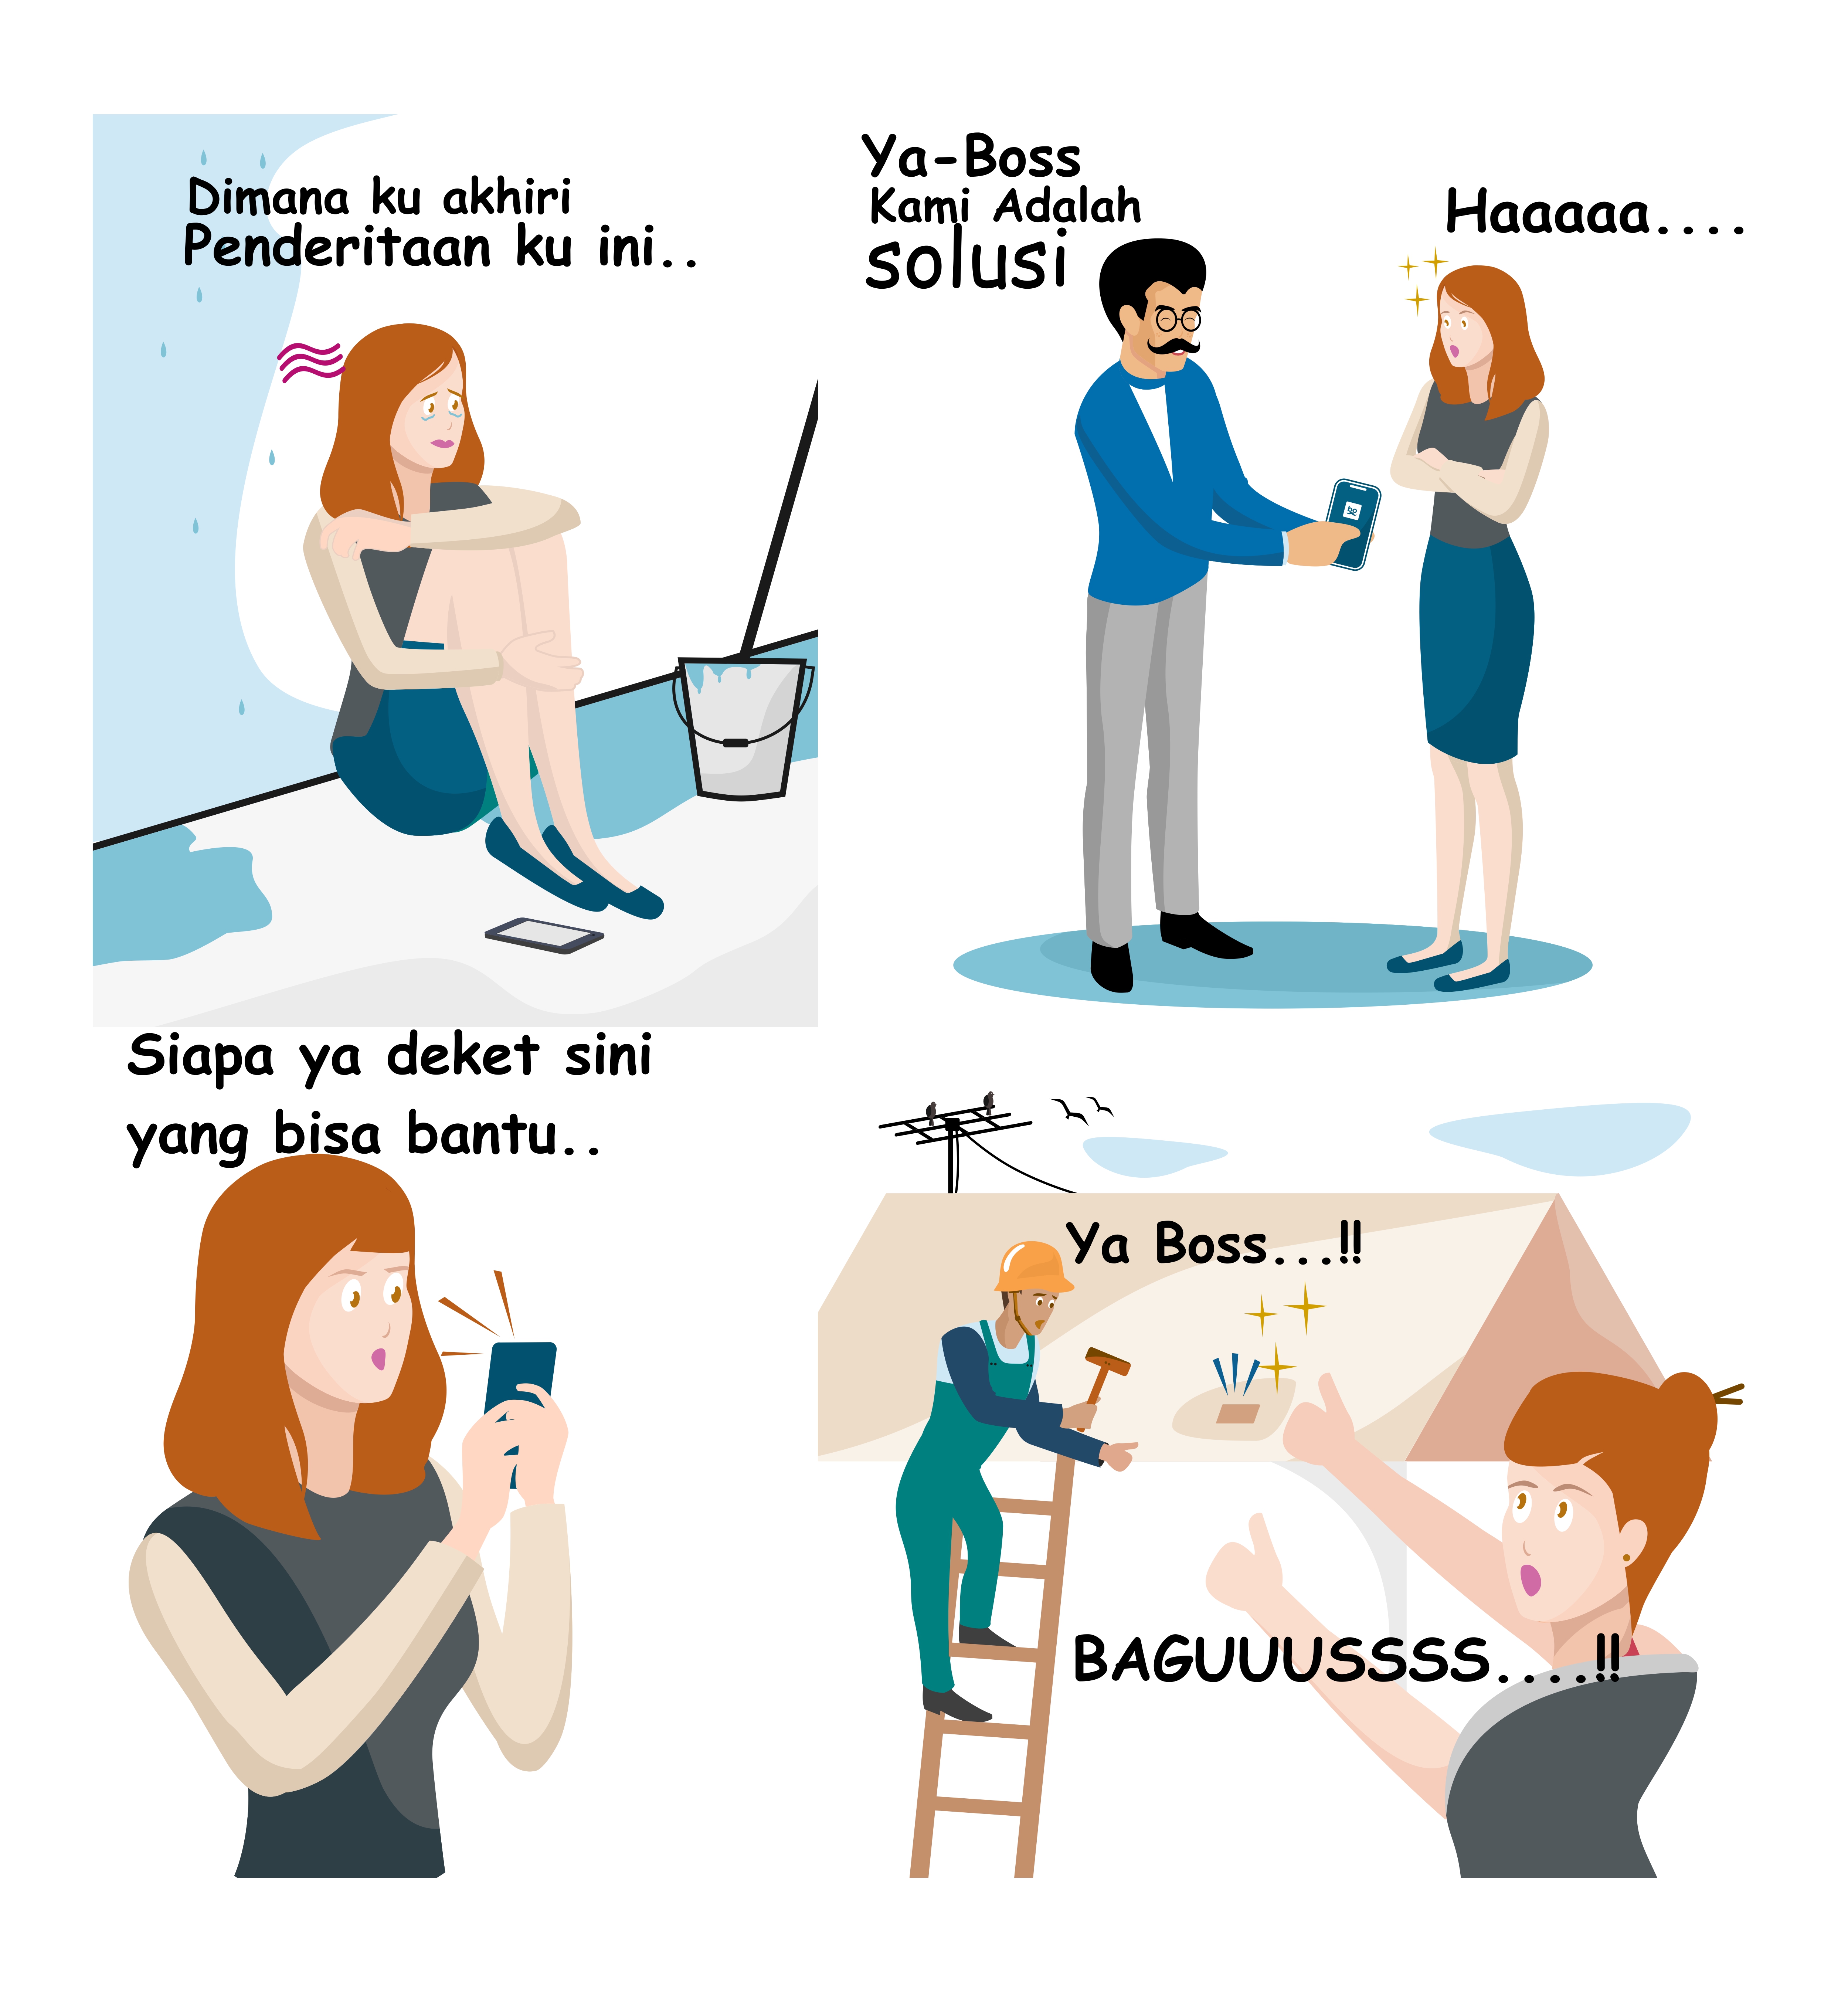 Dimana ku akhiri
Penderitaan ku ini..
Ya-Boss
Kami Adalah
solusi
Haaaaa....
Siapa ya deket sini
yang bisa bantu..
Ya Boss...!!
BAGUUUSSSS.....!!